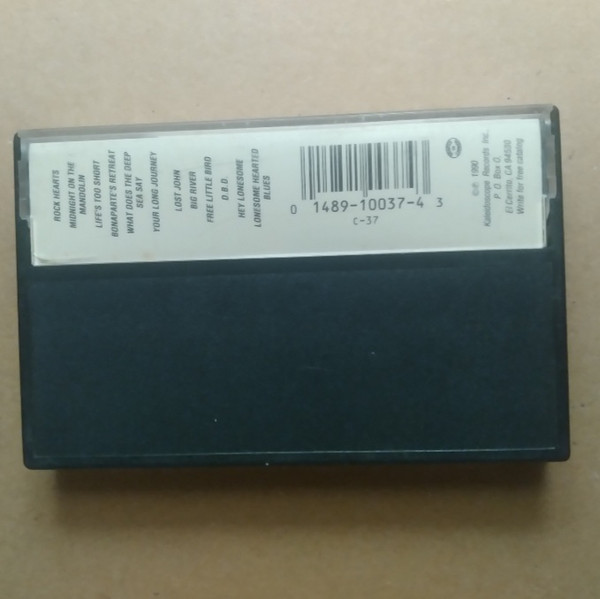 ROCK HEARTS
MIDNIGHT ON THE
MANDOLIN
LIFE'S TOO SHORT
BONAPARTE'S RETREAT
WHAT DOES THE DEEP
SEA SAY
YOUR LONG JOURNEY
LOST JOHN
BIG RIVER
FREE LITTLE BIRD
D.B.D.
HEY LONESOME
LONESOME HEARTED
BLUES
0 1489-10037-4 3
C-37
©℗ 1990
Kaleidoscope Records Inc.
P. O. Box O,
El Cerrito, CA 94530
Write for free catalog